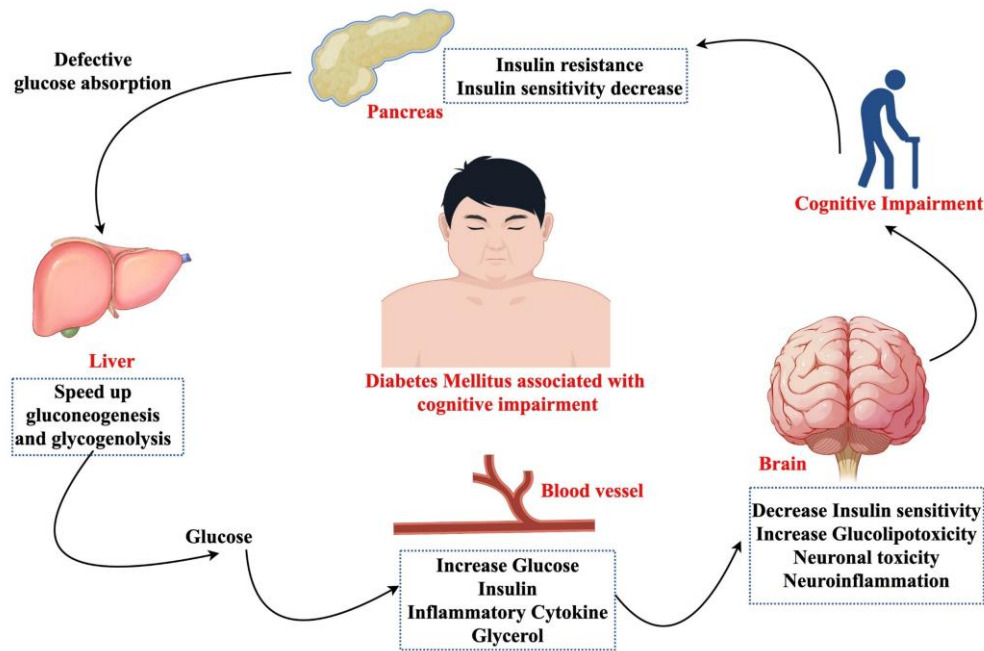 Defective
glucose absorption
Pancreas
Insulin resistance
Insulin sensitivity decrease
Cognitive Impairment
Liver
Speed up
gluconeogenesis
and glycogenolysis
Diabetes Mellitus associated with
cognitive impairment
Glucose
Blood vessel
Increase Glucose
Insulin
Inflammatory Cytokine
Glycerol
Brain
Decrease Insulin sensitivity
Increase Glucolipotoxicity
Neuronal toxicity
Neuroinflammation